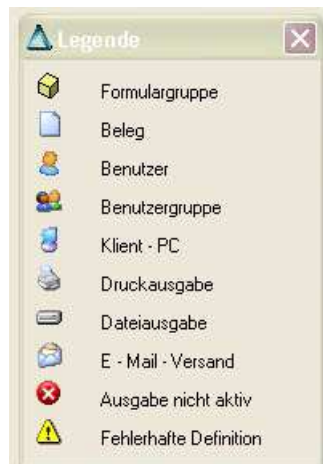 Legende
Formulargruppe
Beleg
Benutzer
Benutzergruppe
Klient - PC
Druckausgabe
Dateiausgabe
E - Mail - Versand
Ausgabe nicht aktiv
Fehlerhafte Definition